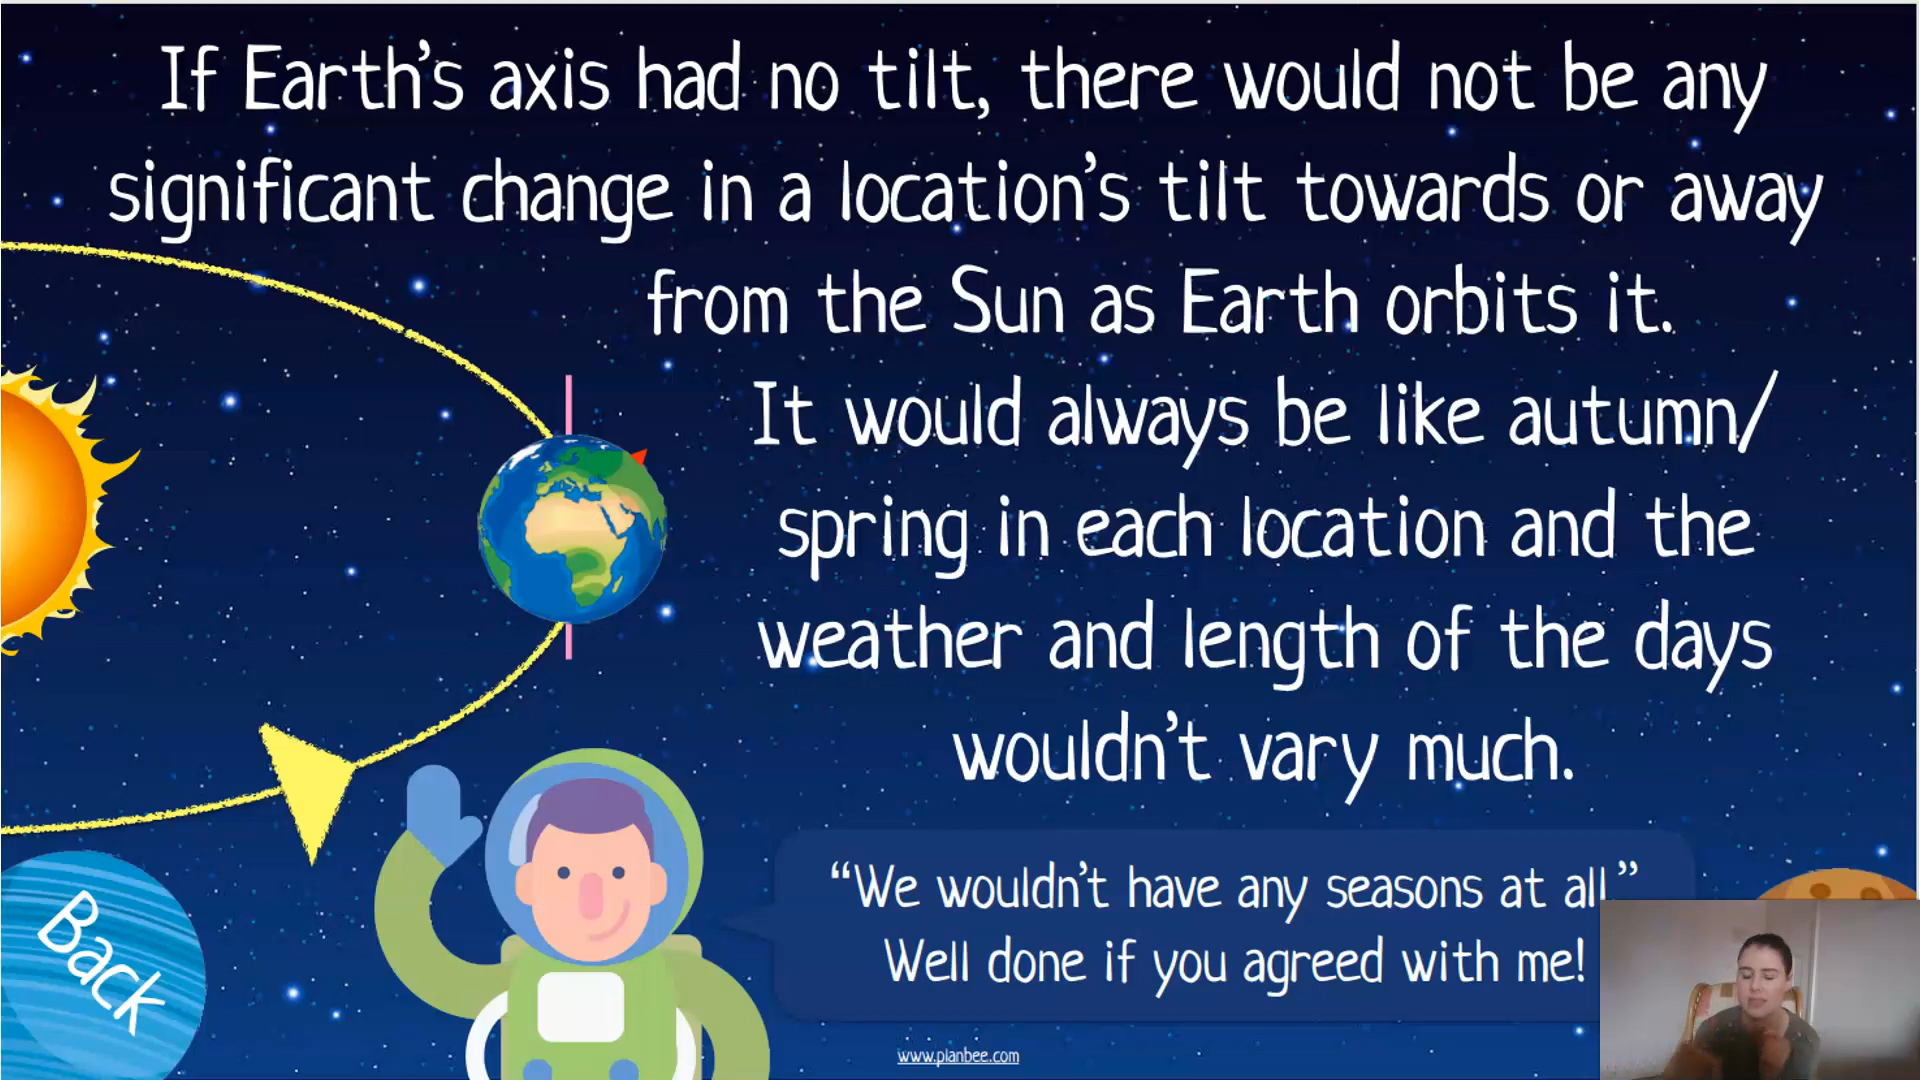 If Earth's axis had no tilt, there would not be any
significant change in a location's tilt towards or away
from the Sun as Earth orbits it.
It would always be like autumn/
spring in each location and the
weather and length of the days
wouldn't vary much.
“We wouldn't have any seasons at all.”
Well done if you agreed with me!
Back
www.planbee.com